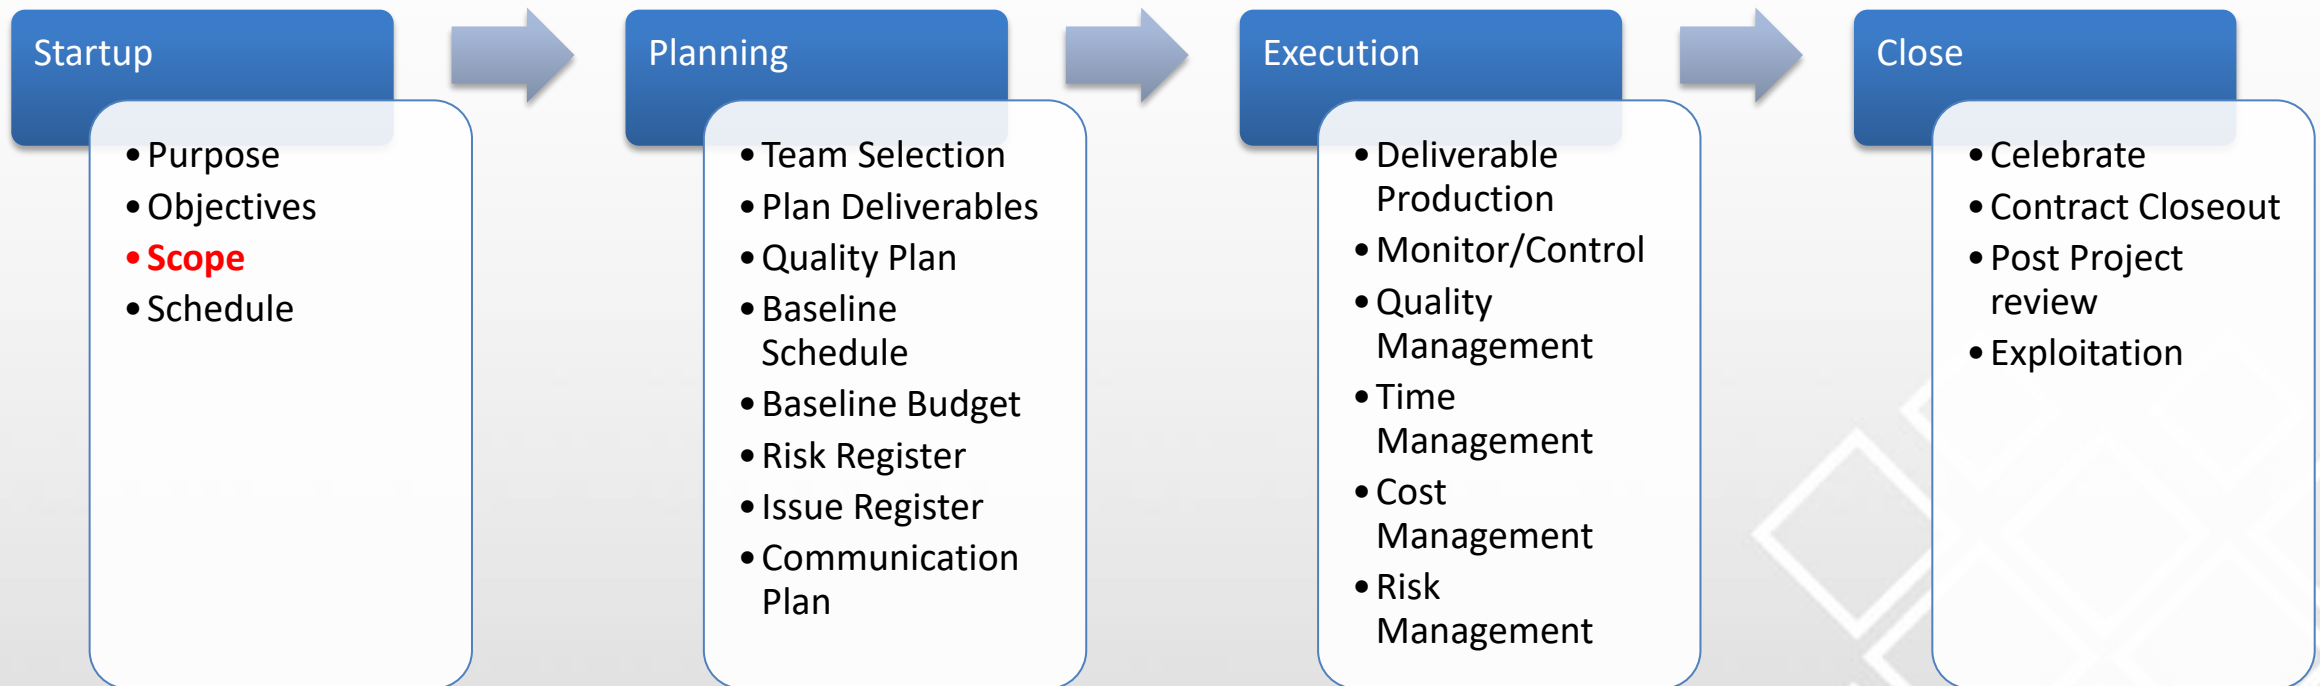 Startup
• Purpose
• Objectives
• Scope
• Schedule
Planning
• Team Selection
• Plan Deliverables
• Quality Plan
• Baseline
Schedule
• Baseline Budget
• Risk Register
• Issue Register
• Communication
Plan
Execution
• Deliverable
Production
• Monitor/Control
• Quality
Management
• Time
Management
• Cost
Management
• Risk
Management
Close
• Celebrate
• Contract Closeout
• Post Project
review
• Exploitation